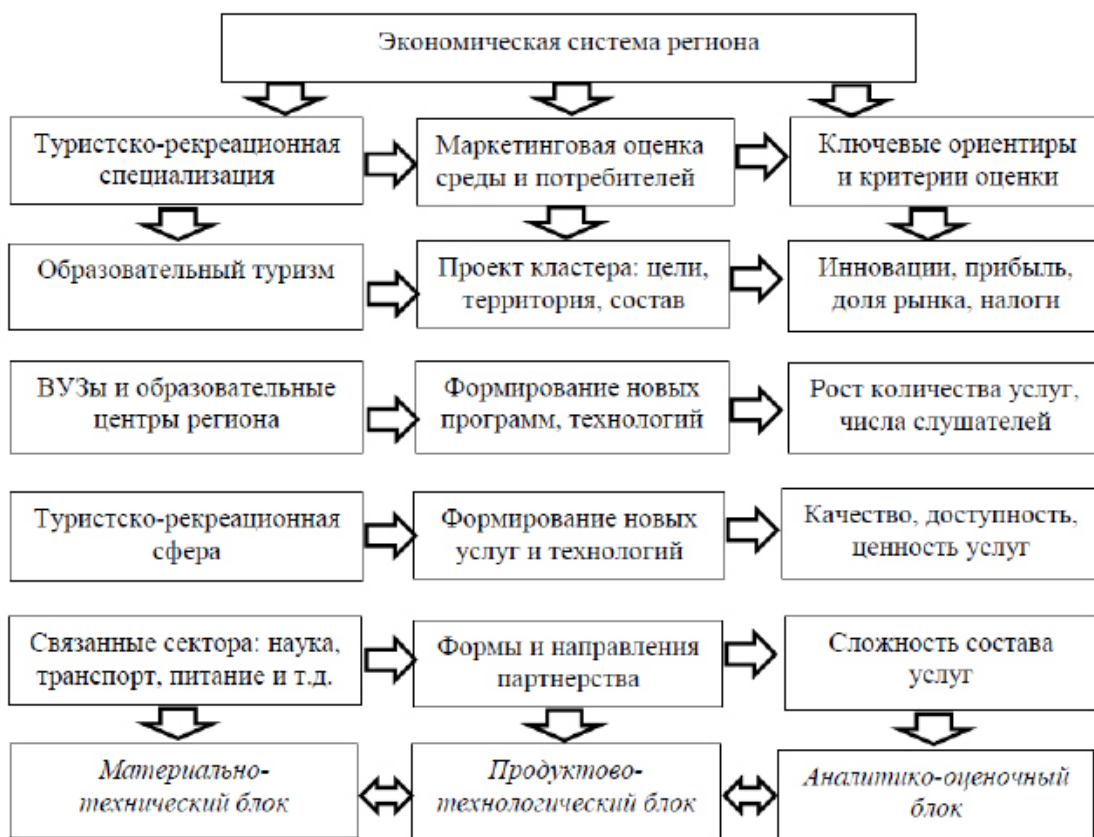 Экономическая система региона
Туристско-рекреационная
специализация
Маркетинговая оценка
среды и потребителей
Ключевые ориентиры
и критерии оценки
Образовательный туризм
Проект кластера: цели,
территория, состав
Инновации, прибыль,
доля рынка, налоги
ВУЗы и образовательные
центры региона
Формирование новых
программ, технологий
Рост количества услуг,
числа слушателей
Туристско-рекреационная
сфера
Формирование новых
услуг и технологий
Качество, доступность,
ценность услуг
Связанные сектора: наука,
транспорт, питание и т.д.
Формы и направления
партнерства
Сложность состава
услуг
Материально-
технический блок
Продуктово-
технологический блок
Аналитико-оценочный
блок